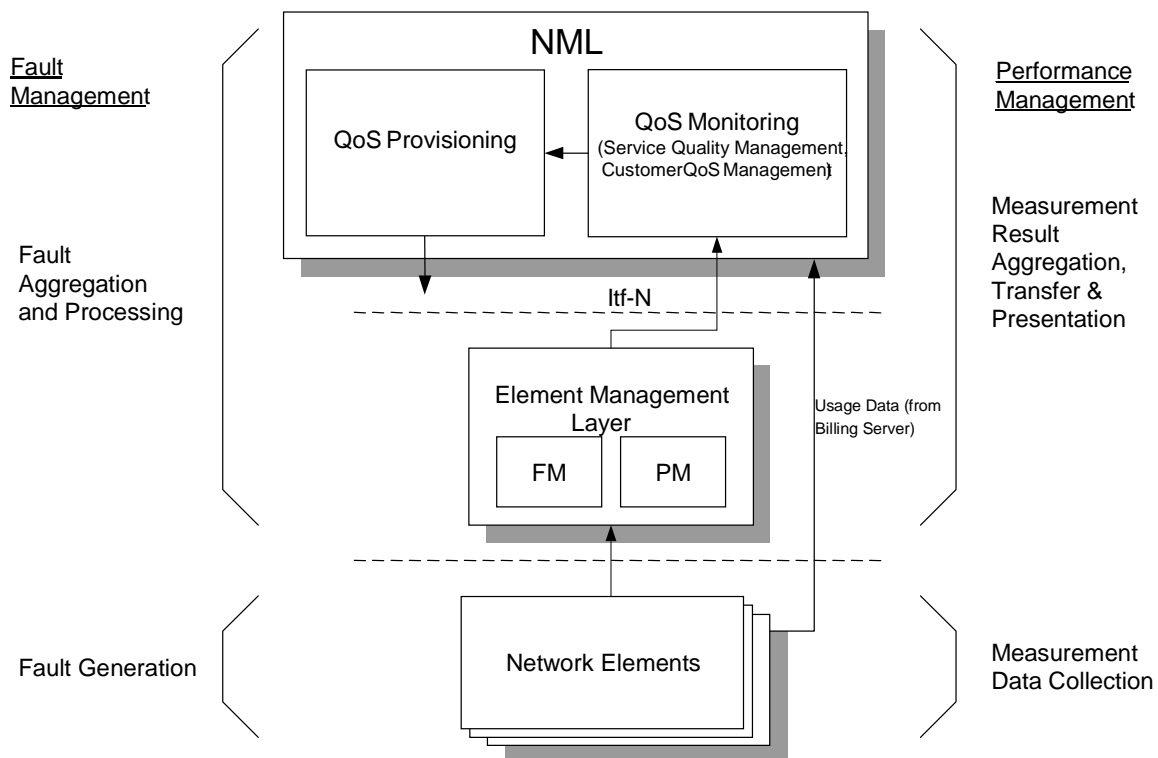 NML
Fault
Management
Performance
Management
QoS Provisioning
QoS Monitoring
(Service Quality Management,
CustomerQoS Management)
Fault
Aggregation
and Processing
Measurement
Result
Aggregation,
Transfer &
Presentation
Itf-N
Element Management
Layer
FM
PM
Usage Data (from
Billing Server)
Fault Generation
Network Elements
Measurement
Data Collection